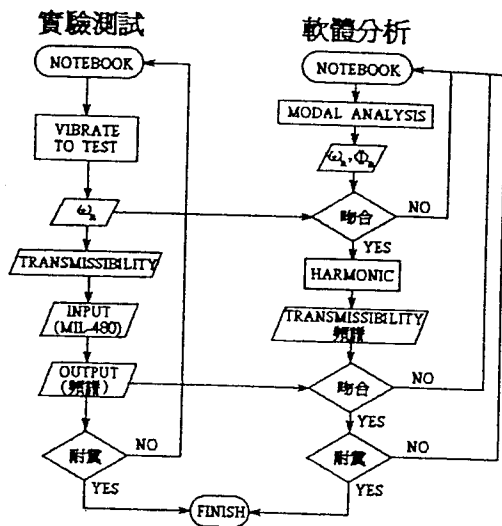 實驗測試
NOTEBOOK
VIBRATE
TO TEST
ωn
TRANSMISSIBILITY
INPUT
(MIL-480)
OUTPUT
(頻譜)
耐震
NO
YES
軟體分析
NOTEBOOK
MODAL ANALYSIS
ωn, Φn
吻合
NO
YES
HARMONIC
TRANSMISSIBILITY
頻譜
吻合
NO
YES
耐震
NO
YES
FINISH